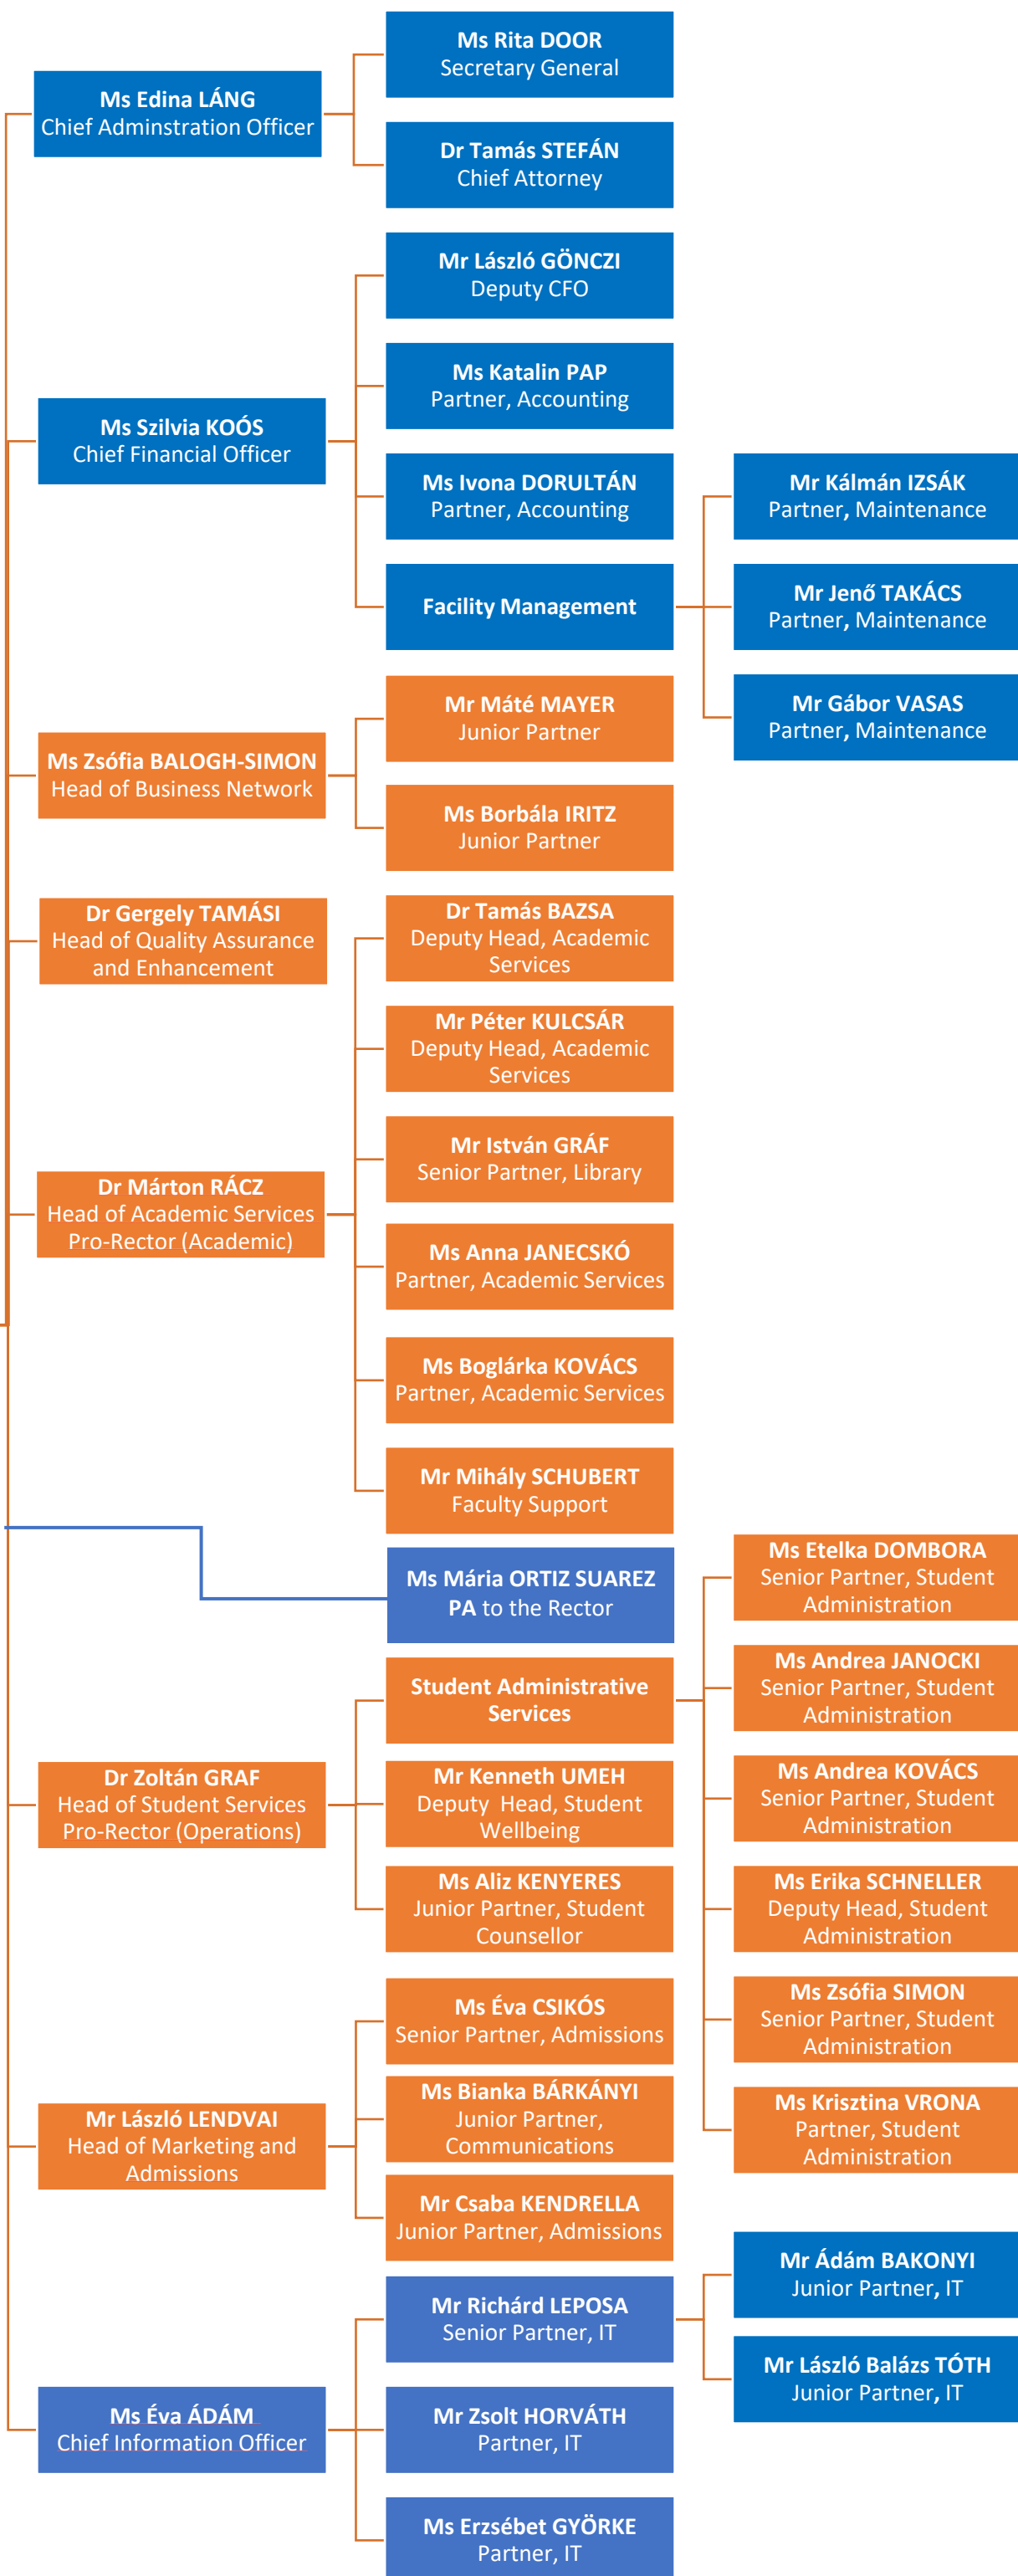 Ms Edina LÁNG
Chief Adminstration Officer
Ms Rita DOOR
Secretary General
Dr Tamás STEFÁN
Chief Attorney
Ms Szilvia KOÓS
Chief Financial Officer
Mr László GÖNCZI
Deputy CFO
Ms Katalin PAP
Partner, Accounting
Ms Ivona DORULTÁN
Partner, Accounting
Facility Management
Mr Kálmán IZSÁK
Partner, Maintenance
Mr Jenő TAKÁCS
Partner, Maintenance
Mr Gábor VASAS
Partner, Maintenance
Ms Zsófia BALOGH-SIMON
Head of Business Network
Mr Máté MAYER
Junior Partner
Ms Borbála IRITZ
Junior Partner
Dr Gergely TAMÁSI
Head of Quality Assurance
and Enhancement
Dr Márton RÁCZ
Head of Academic Services
Pro-Rector (Academic)
Dr Tamás BAZSA
Deputy Head, Academic
Services
Mr Péter KULCSÁR
Deputy Head, Academic
Services
Mr István GRÁF
Senior Partner, Library
Ms Anna JANECSKÓ
Partner, Academic Services
Ms Boglárka KOVÁCS
Partner, Academic Services
Mr Mihály SCHUBERT
Faculty Support
Ms Mária ORTIZ SUAREZ
PA to the Rector
Dr Zoltán GRAF
Head of Student Services
Pro-Rector (Operations)
Student Administrative
Services
Ms Etelka DOMBORA
Senior Partner, Student
Administration
Ms Andrea JANOCKI
Senior Partner, Student
Administration
Ms Andrea KOVÁCS
Senior Partner, Student
Administration
Ms Erika SCHNELLER
Deputy Head, Student
Administration
Ms Zsófia SIMON
Senior Partner, Student
Administration
Ms Krisztina VRONA
Partner, Student
Administration
Mr Kenneth UMEH
Deputy Head, Student
Wellbeing
Ms Aliz KENYERES
Junior Partner, Student
Counsellor
Mr László LENDVAI
Head of Marketing and
Admissions
Ms Éva CSIKÓS
Senior Partner, Admissions
Ms Bianka BÁRKÁNYI
Junior Partner,
Communications
Mr Csaba KENDRELLA
Junior Partner, Admissions
Ms Éva ÁDÁM
Chief Information Officer
Mr Richárd LEPOSA
Senior Partner, IT
Mr Ádám BAKONYI
Junior Partner, IT
Mr László Balázs TÓTH
Junior Partner, IT
Mr Zsolt HORVÁTH
Partner, IT
Ms Erzsébet GYÖRKE
Partner, IT